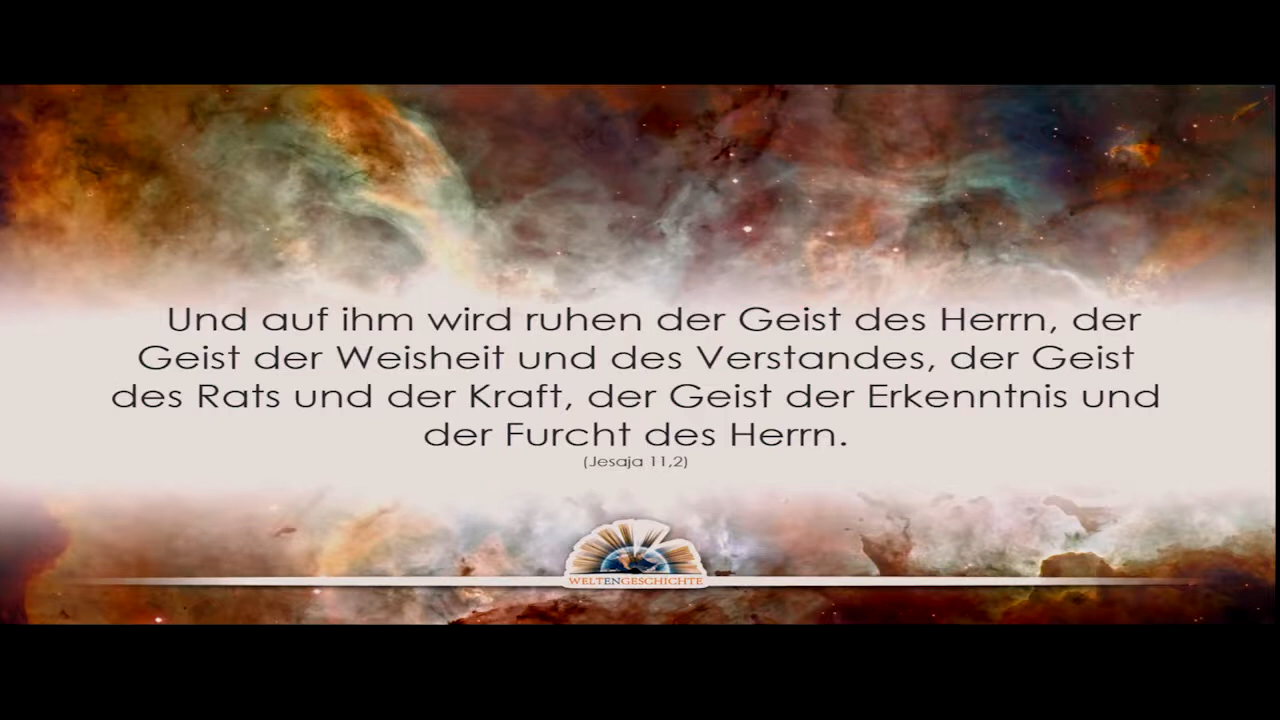 Und auf ihm wird ruhen der Geist des Herrn, der
Geist der Weisheit und des Verstandes, der Geist
des Rats und der Kraft, der Geist der Erkenntnis und
der Furcht des Herrn.
(Jesaja 11,2)
WELTENGESCHICHTE